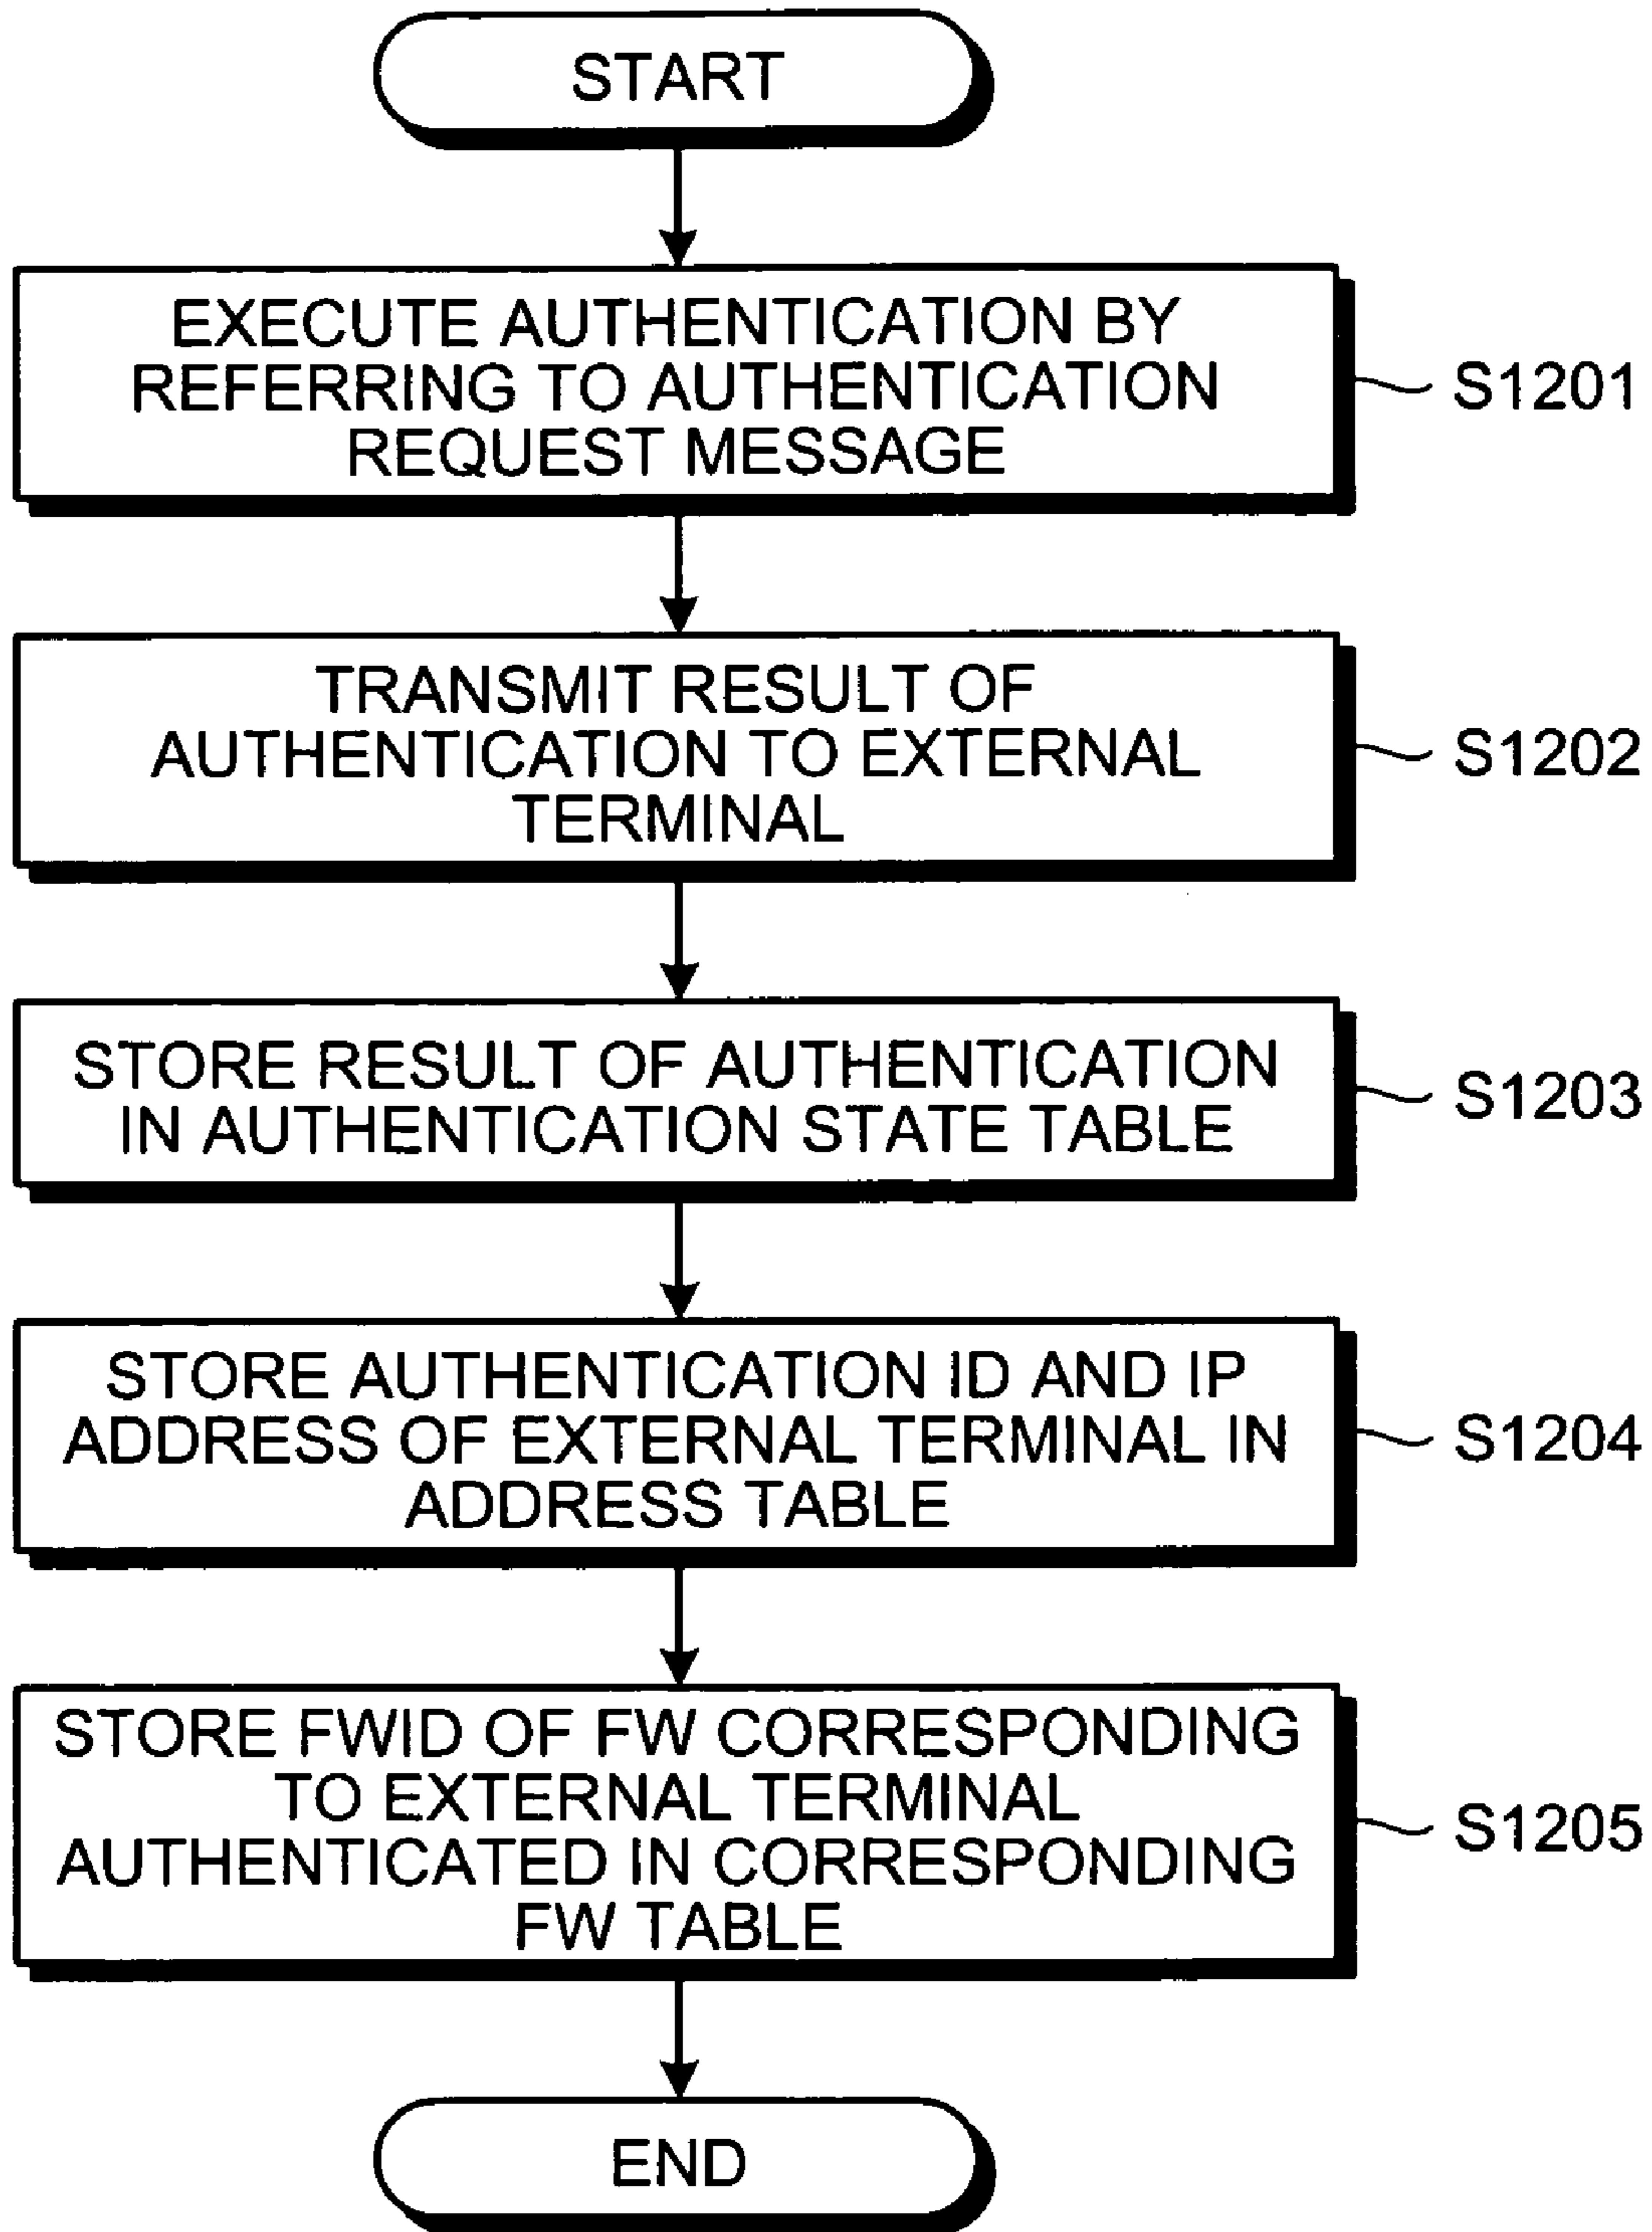 START
EXECUTE AUTHENTICATION BY
REFERRING TO AUTHENTICATION
REQUEST MESSAGE
S1201
TRANSMIT RESULT OF
AUTHENTICATION TO EXTERNAL
TERMINAL
S1202
STORE RESULT OF AUTHENTICATION
IN AUTHENTICATION STATE TABLE
S1203
STORE AUTHENTICATION ID AND IP
ADDRESS OF EXTERNAL TERMINAL IN
ADDRESS TABLE
S1204
STORE FWID OF FW CORRESPONDING
TO EXTERNAL TERMINAL
AUTHENTICATED IN CORRESPONDING
FW TABLE
S1205
END